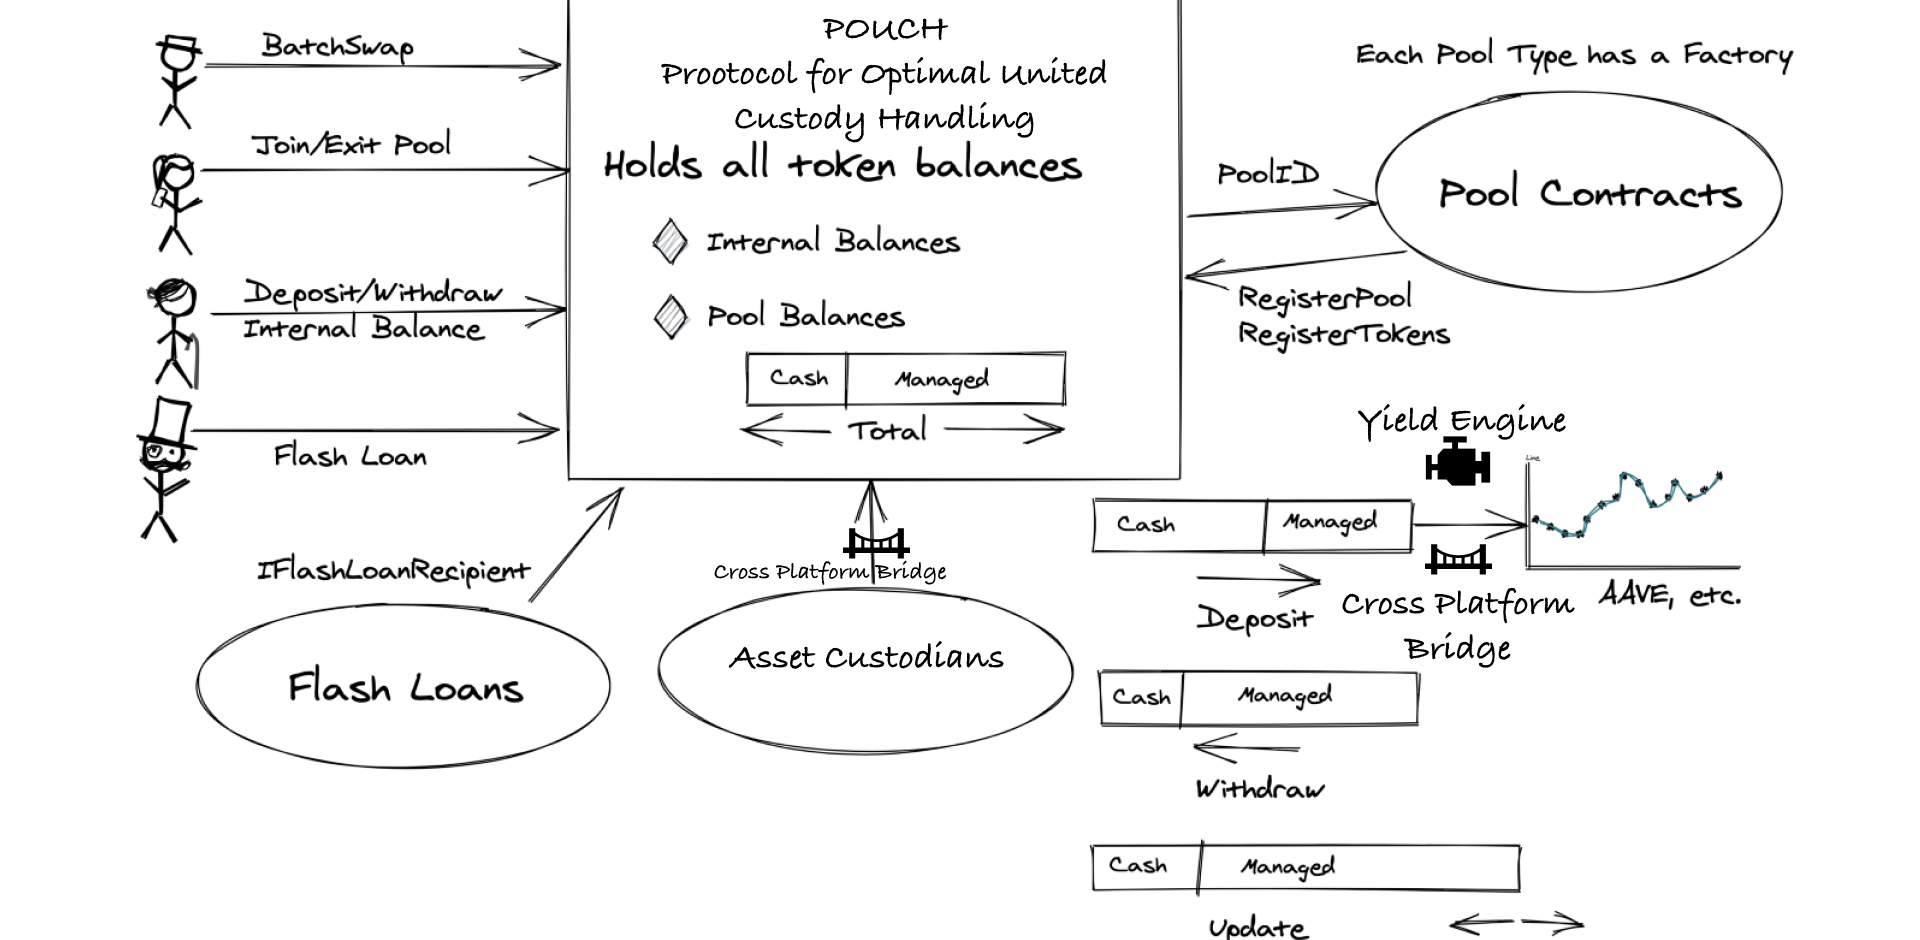 BatchSwap
Join/Exit Pool
Deposit/Withdraw
Internal Balance
Flash Loan
POUCH
Prootocol for Optimal United
Custody Handling
Holds all token balances
Internal Balances
Pool Balances
Cash Managed
Total
Each Pool Type has a Factory
PoolID
Pool Contracts
RegisterPool
RegisterTokens
IFlashLoanRecipient
Flash Loans
Cross Platform Bridge
Asset Custodians
Yield Engine
Line
Cash Managed
Deposit
Cross Platform
Bridge
AAVE, etc.
Cash Managed
Withdraw
Cash Managed
Update